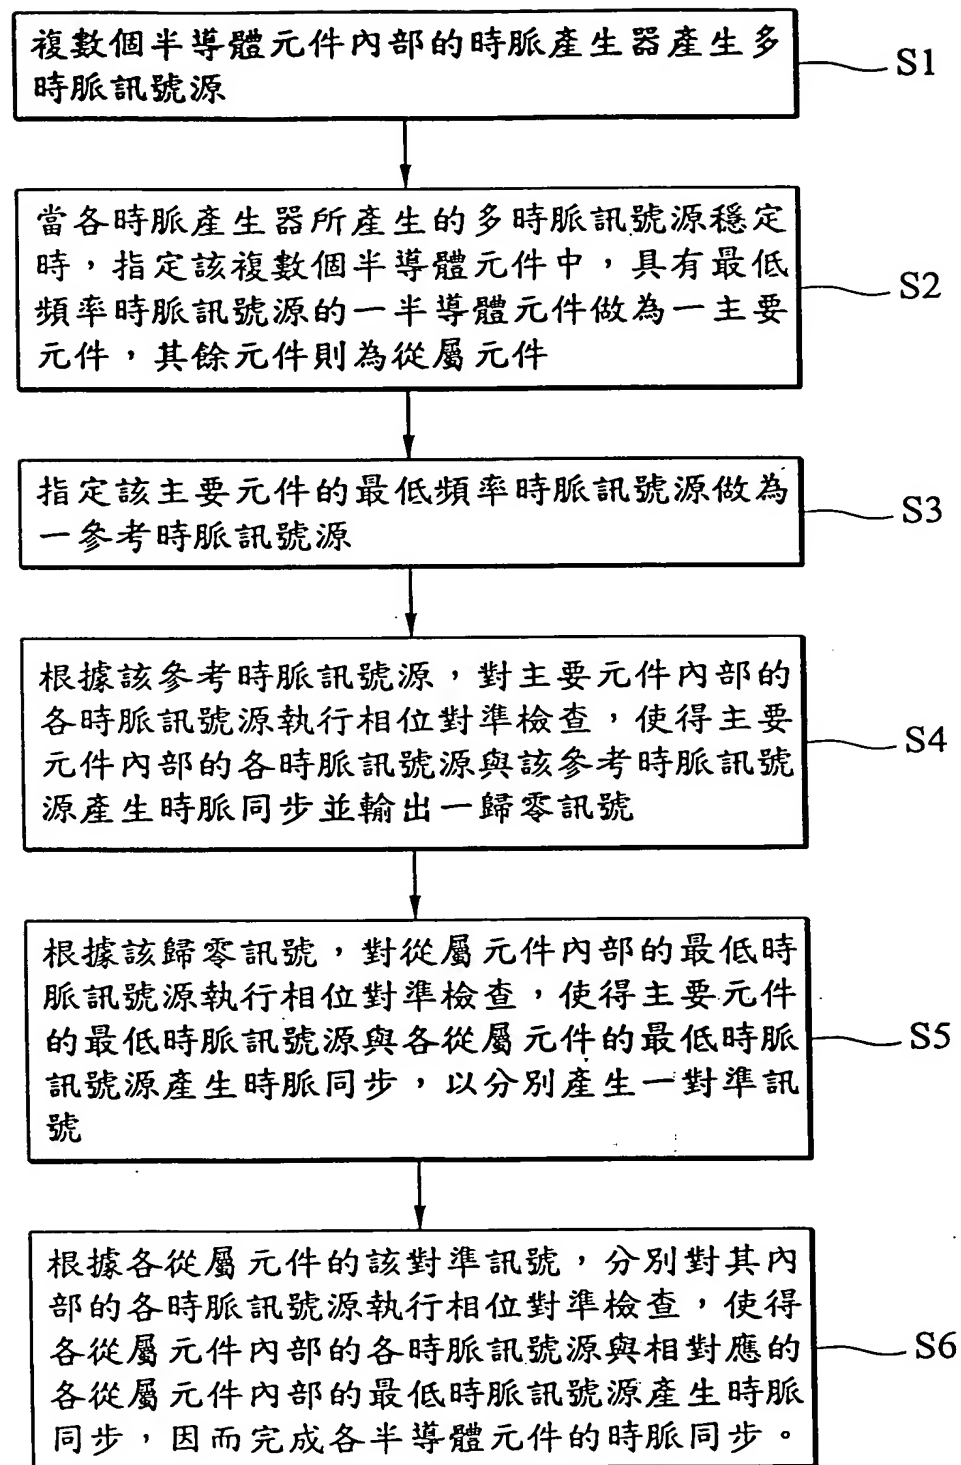 複數個半導體元件內部的時脈產生器產生多
時脈訊號源
S1
當各時脈產生器所產生的多時脈訊號源穩定
時，指定該複數個半導體元件中，具有最低
頻率時脈訊號源的一半導體元件做為一主要
元件，其餘元件則為從屬元件
S2
指定該主要元件的最低頻率時脈訊號源做為
一參考時脈訊號源
S3
根據該參考時脈訊號源，對主要元件內部的
各時脈訊號源執行相位對準檢查，使得主要
元件內部的各時脈訊號源與該參考時脈訊號
源產生時脈同步並輸出一歸零訊號
S4
根據該歸零訊號，對從屬元件內部的最低時
脈訊號源執行相位對準檢查，使得主要元件
的最低時脈訊號源與各從屬元件的最低時脈
訊號源產生時脈同步，以分別產生一對準訊
號
S5
根據各從屬元件的該對準訊號，分別對其內
部的各時脈訊號源執行相位對準檢查，使得
各從屬元件內部的各時脈訊號源與相對應的
各從屬元件內部的最低時脈訊號源產生時脈
同步，因而完成各半導體元件的時脈同步。
S6